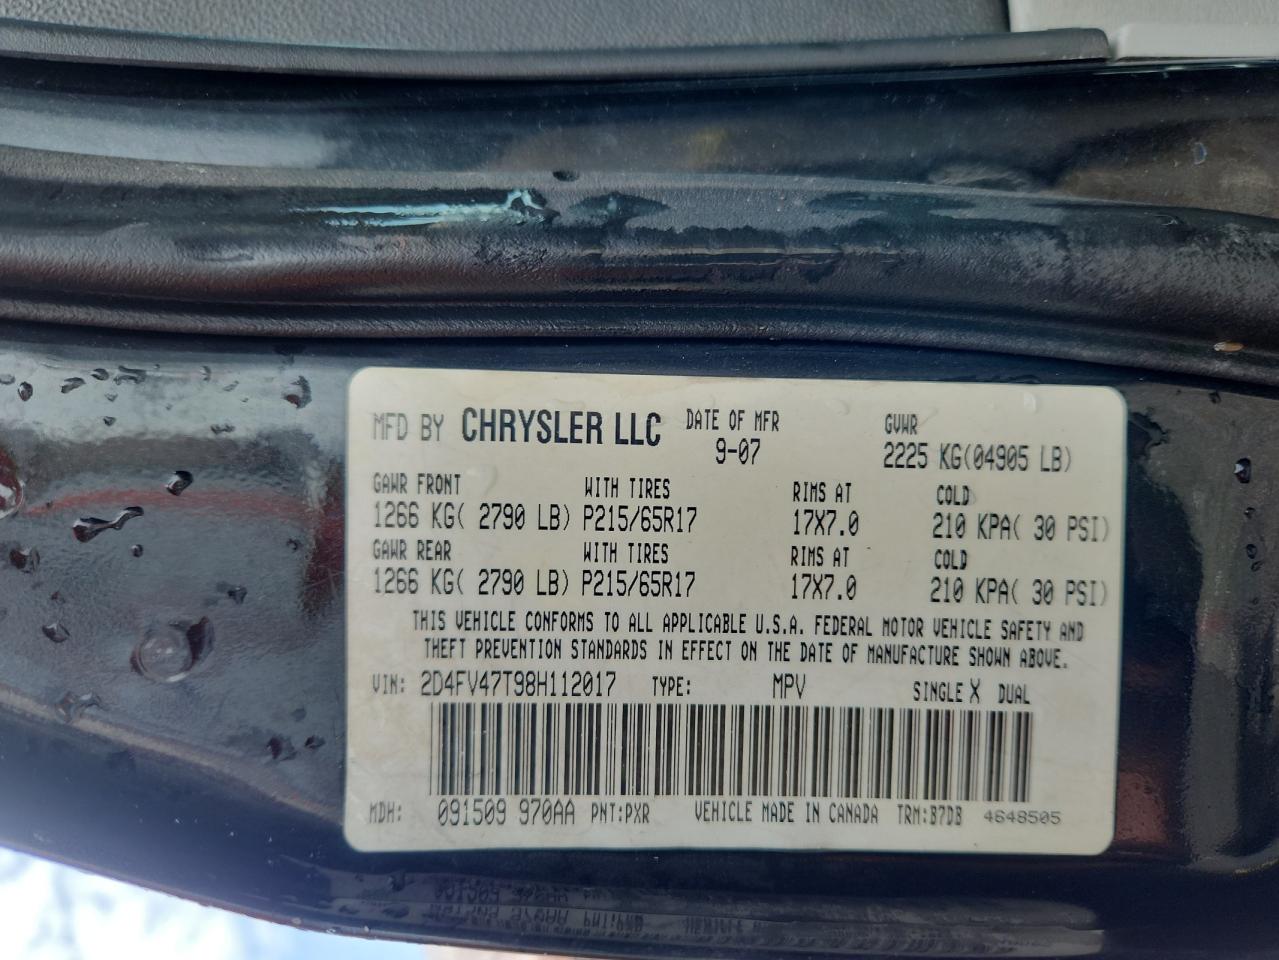 MFD BY CHRYSLER LLC DATE OF MFR GVWR
9-07 2225 KG(04905 LB)
GAWR FRONT WITH TIRES RIMS AT COLD
1266 KG( 2790 LB) P215/65R17 17X7.0 210 KPA( 30 PSI)
GAWR REAR WITH TIRES RIMS AT COLD
1266 KG( 2790 LB) P215/65R17 17X7.0 210 KPA( 30 PSI)
THIS VEHICLE CONFORMS TO ALL APPLICABLE U.S.A. FEDERAL MOTOR VEHICLE SAFETY AND
THEFT PREVENTION STANDARDS IN EFFECT ON THE DATE OF MANUFACTURE SHOWN ABOVE.
VIN: 2D4FV47T98H112017 TYPE: MPV SINGLE X DUAL
MDH: 091509 970AA PNT:PXR VEHICLE MADE IN CANADA TRM:B7DB 4648505